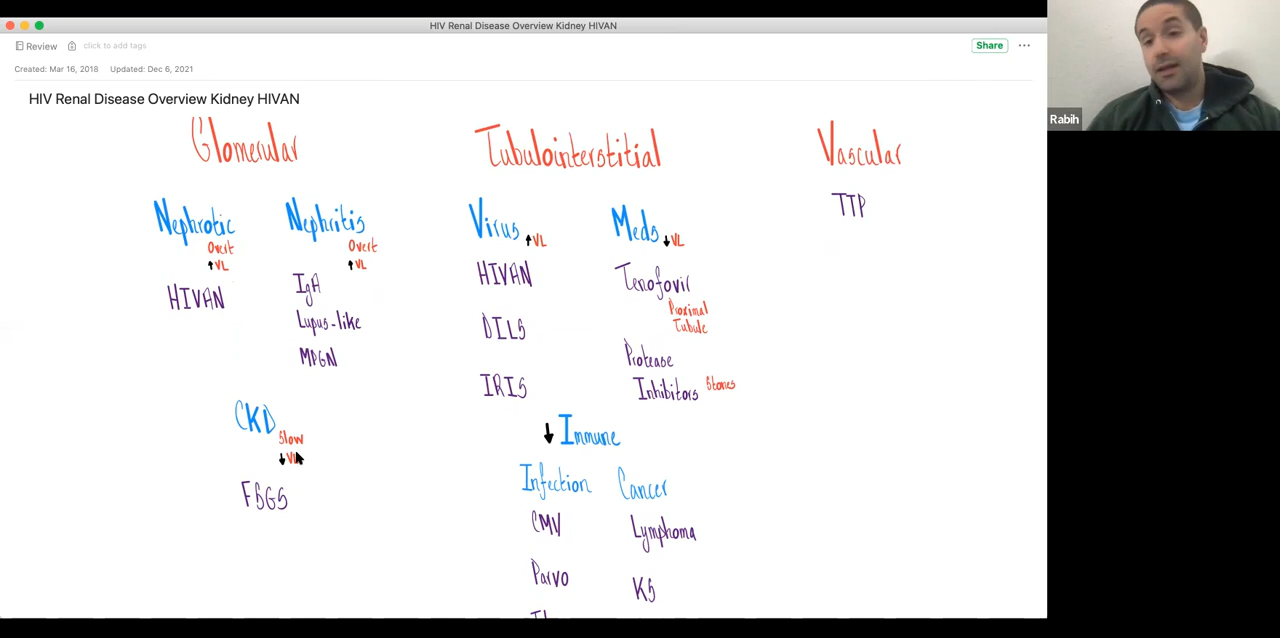 HIV Renal Disease Overview Kidney HIVAN
Review
click to add tags
Share
Created: Mar 16, 2018 Updated: Dec 6, 2021
HIV Renal Disease Overview Kidney HIVAN
Glomerular
Nephrotic
Overt
↑VL
HIVAN
Nephritis
Overt
↑VL
IgA
Lupus-like
MPGN
CKD
Slow
↓VL
FSGS
Tubulointerstitial
Virus ↑VL
HIVAN
DILS
IRIS
Meds ↓VL
Tenofovir
Proximal
Tubule
Protease
Inhibitors Stones
↓ Immune
Infection
CMV
Parvo
Cancer
Lymphoma
KS
Vascular
TTP
Rabih